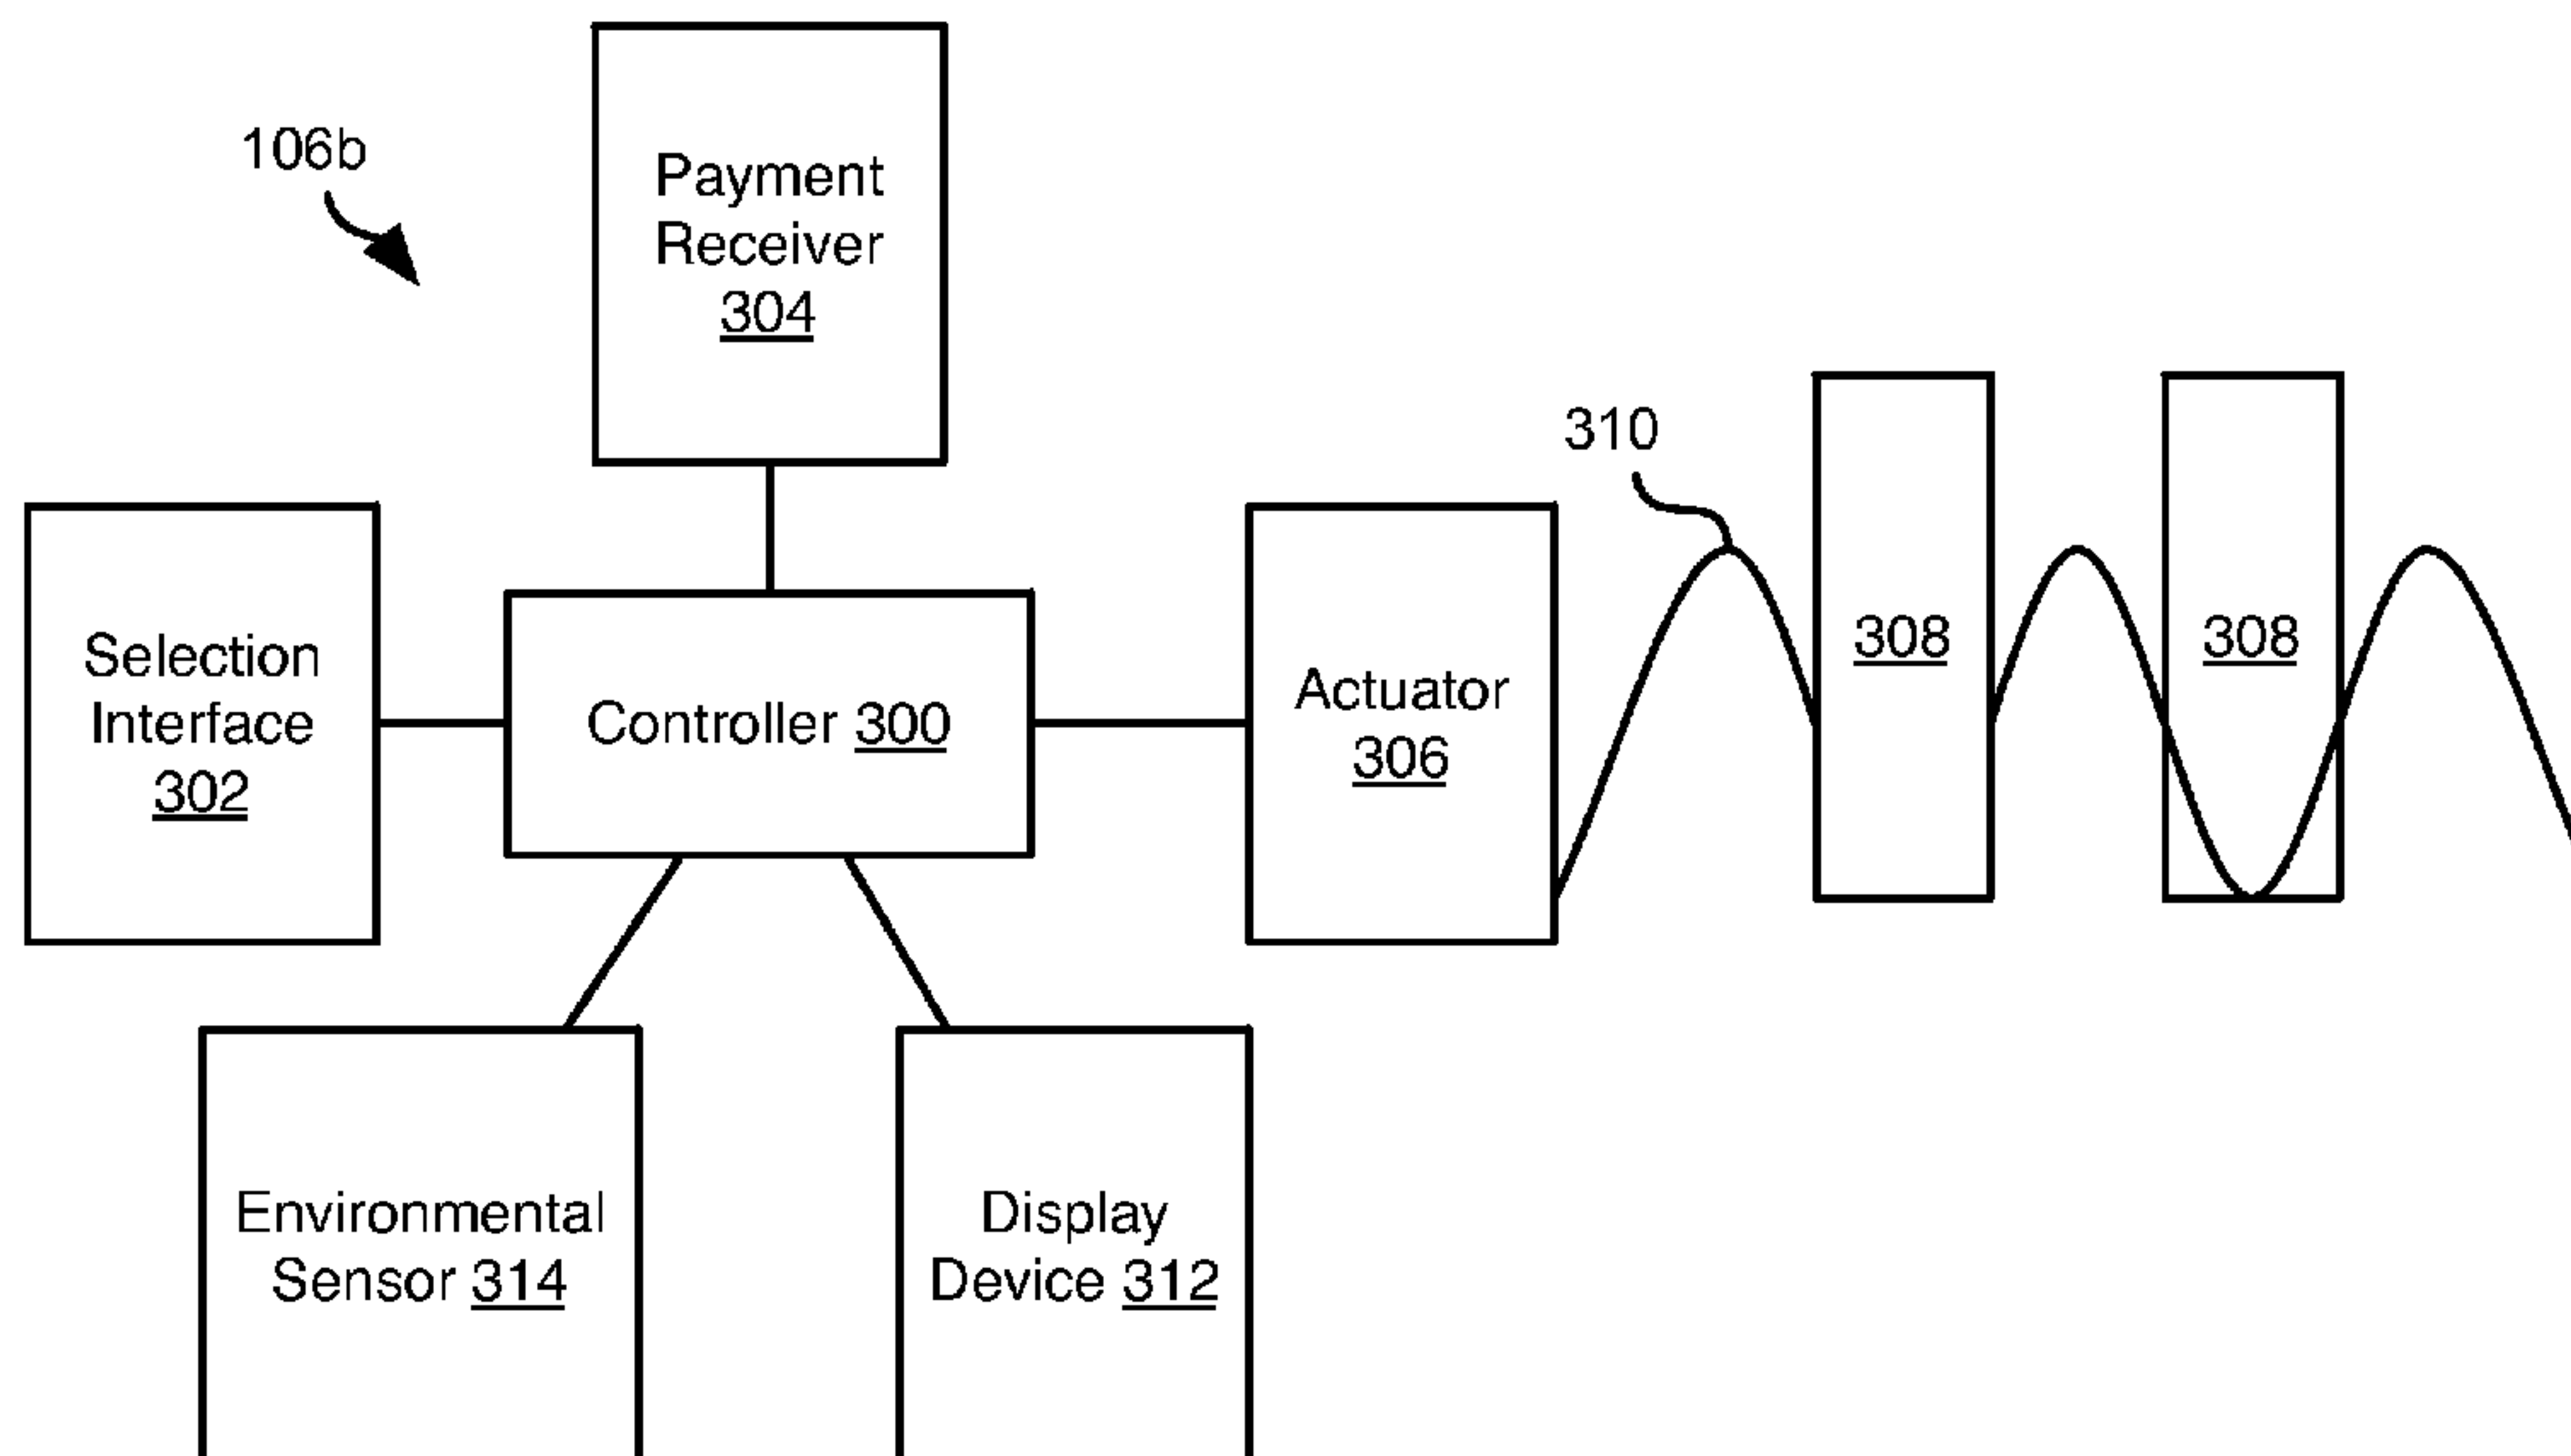 106b
Payment
Receiver
304
310
Selection
Interface
302
Controller 300
Actuator
306
308
308
Environmental
Sensor 314
Display
Device 312